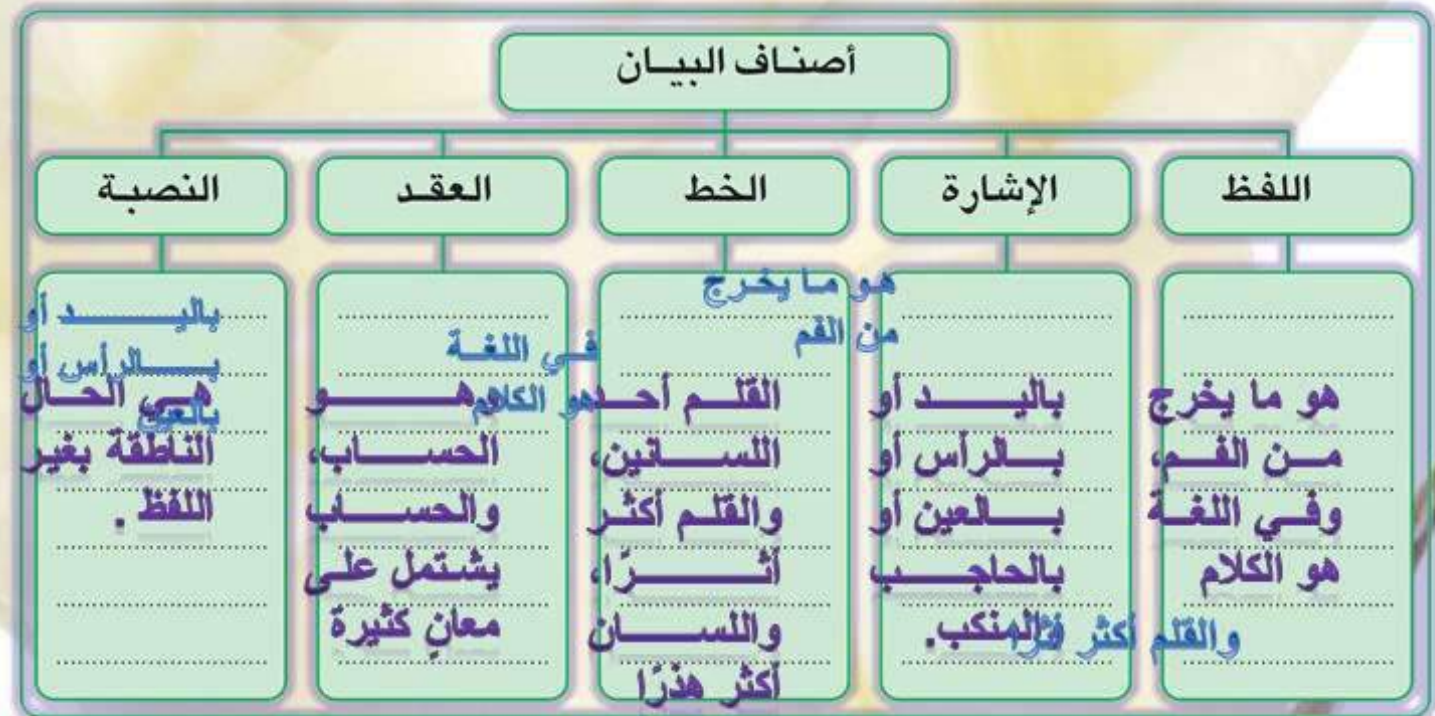 أصناف البيان
اللفظ
الإشارة
الخط
العقد
النصبة
هو ما يخرج
من الفم،
وفي اللغة
هو الكلام
باليد أو
بالرأس أو
بالعين أو
بالحاجب
والمنكب.
القلم أحد
اللسانين،
والقلم أكثر
أثرًا،
واللسان
أكثر هذرًا
وهو
الحساب،
والحساب
يشتمل على
معانٍ كثيرة
هي الحال
الناطقة بغير
اللفظ .
هو ما يخرج
من الفم
في اللغة
هو الكلام
باليد أو
بالرأس أو
بالعين
والقلم أكثر أثرًا